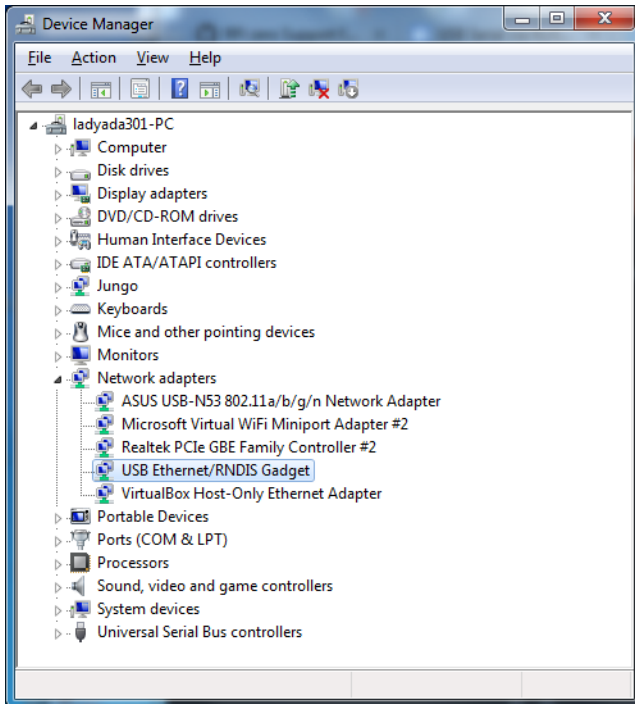 Device Manager
File Action View Help
ladyada301-PC
Computer
Disk drives
Display adapters
DVD/CD-ROM drives
Human Interface Devices
IDE ATA/ATAPI controllers
Jungo
Keyboards
Mice and other pointing devices
Monitors
Network adapters
ASUS USB-N53 802.11a/b/g/n Network Adapter
Microsoft Virtual WiFi Miniport Adapter #2
Realtek PCIe GBE Family Controller #2
USB Ethernet/RNDIS Gadget
VirtualBox Host-Only Ethernet Adapter
Portable Devices
Ports (COM & LPT)
Processors
Sound, video and game controllers
System devices
Universal Serial Bus controllers